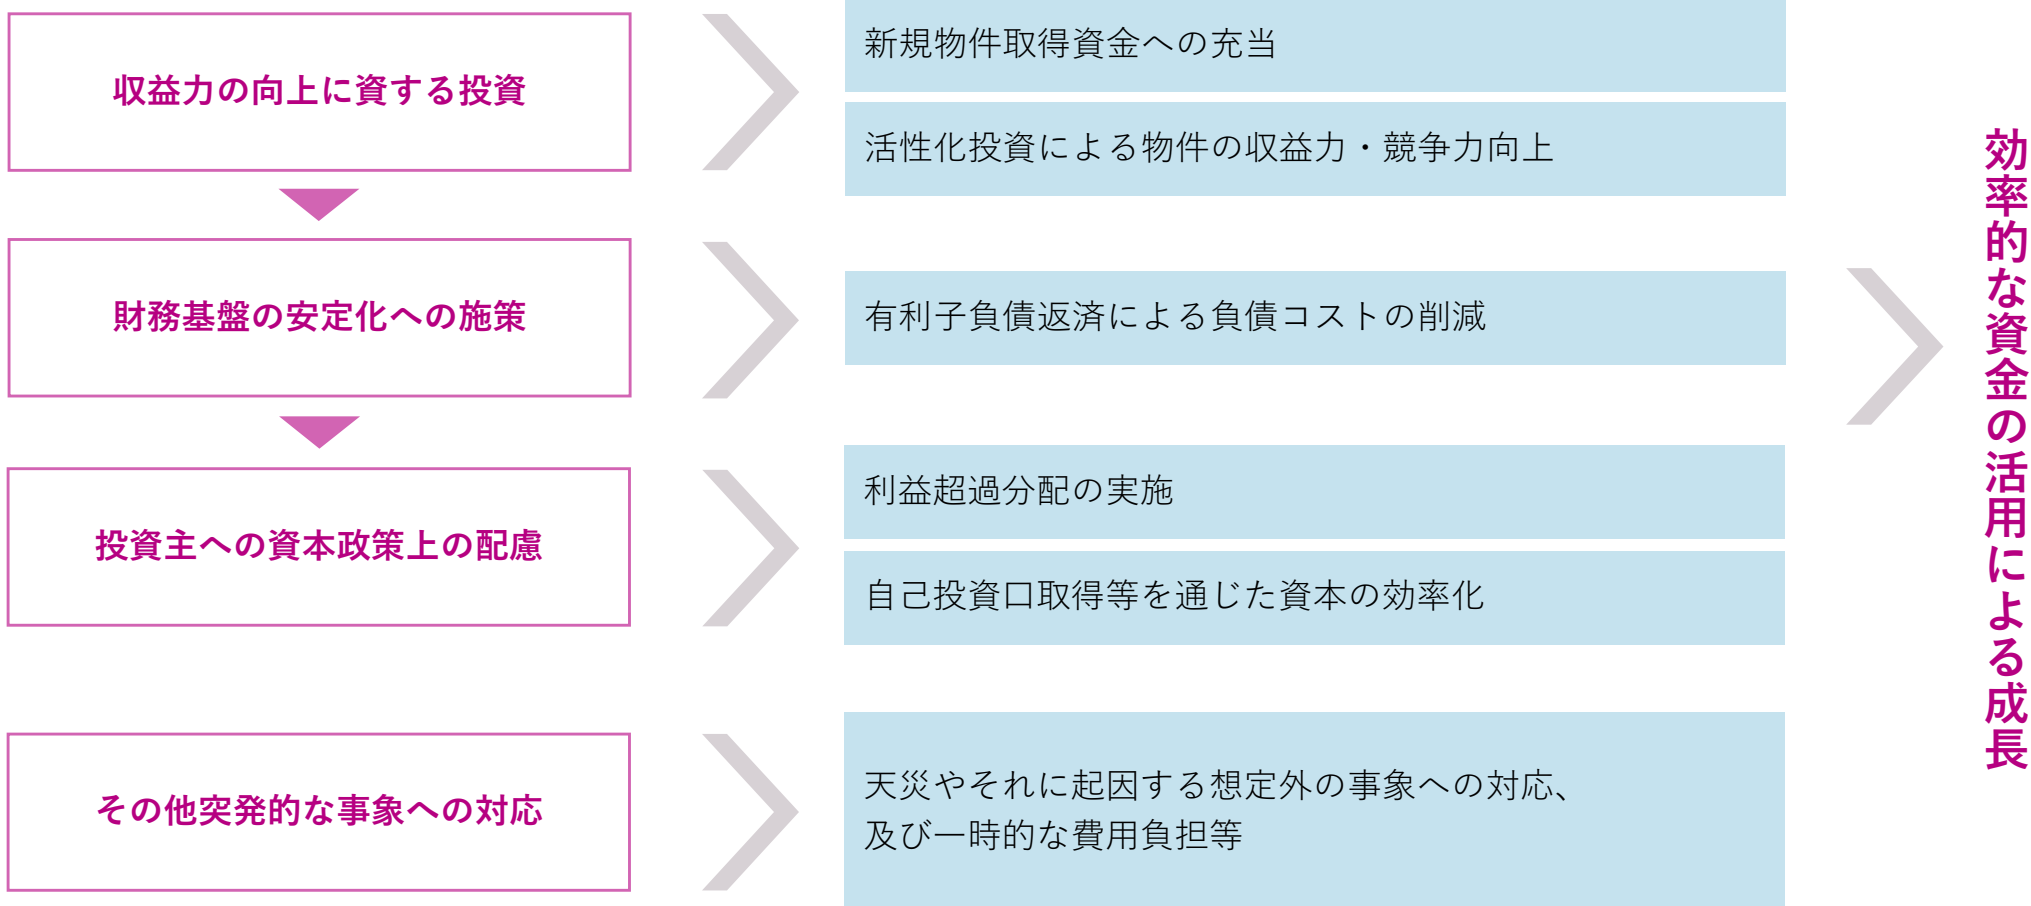 収益力の向上に資する投資
新規物件取得資金への充当
活性化投資による物件の収益力・競争力向上
財務基盤の安定化への施策
有利子負債返済による負債コストの削減
投資主への資本政策上の配慮
利益超過分配の実施
自己投資口取得等を通じた資本の効率化
その他突発的な事象への対応
天災やそれに起因する想定外の事象への対応、
及び一時的な費用負担等
効率的な資金の活用による成長